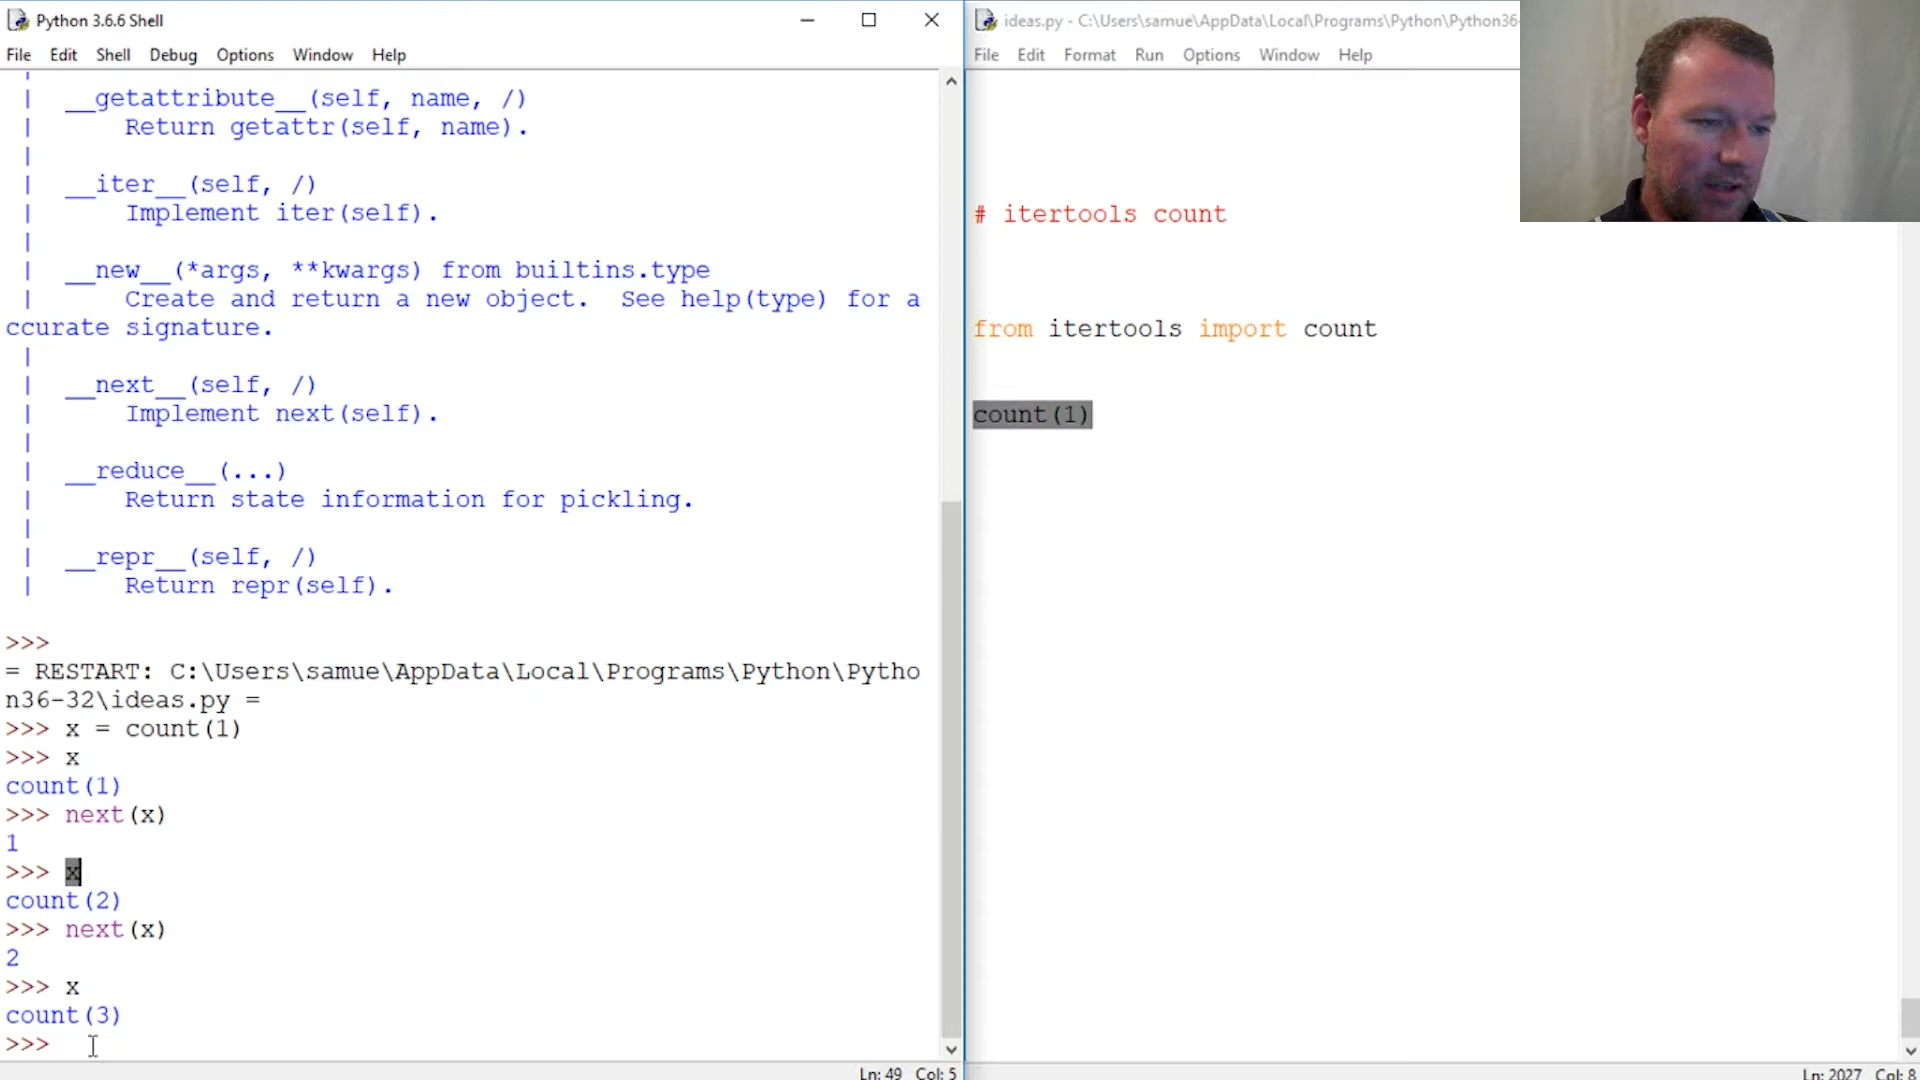 Python 3.6.6 Shell
File Edit Shell Debug Options Window Help
| __getattribute__(self, name, /)
| Return getattr(self, name).
|
| __iter__(self, /)
| Implement iter(self).
|
| __new__(*args, **kwargs) from builtins.type
| Create and return a new object.  See help(type) for a
ccurate signature.
|
| __next__(self, /)
| Implement next(self).
|
| __reduce__(...)
| Return state information for pickling.
|
| __repr__(self, /)
| Return repr(self).
>>>
= RESTART: C:\Users\samue\AppData\Local\Programs\Python\Pytho
n36-32\ideas.py =
>>> x = count(1)
>>> x
count(1)
>>> next(x)
1
>>> x
count(2)
>>> next(x)
2
>>> x
count(3)
>>>
Ln: 49 Col: 5
ideas.py - C:\Users\samue\AppData\Local\Programs\Python\Python36-
File Edit Format Run Options Window Help
# itertools count
from itertools import count
count(1)
Ln: 2027 Col: 8